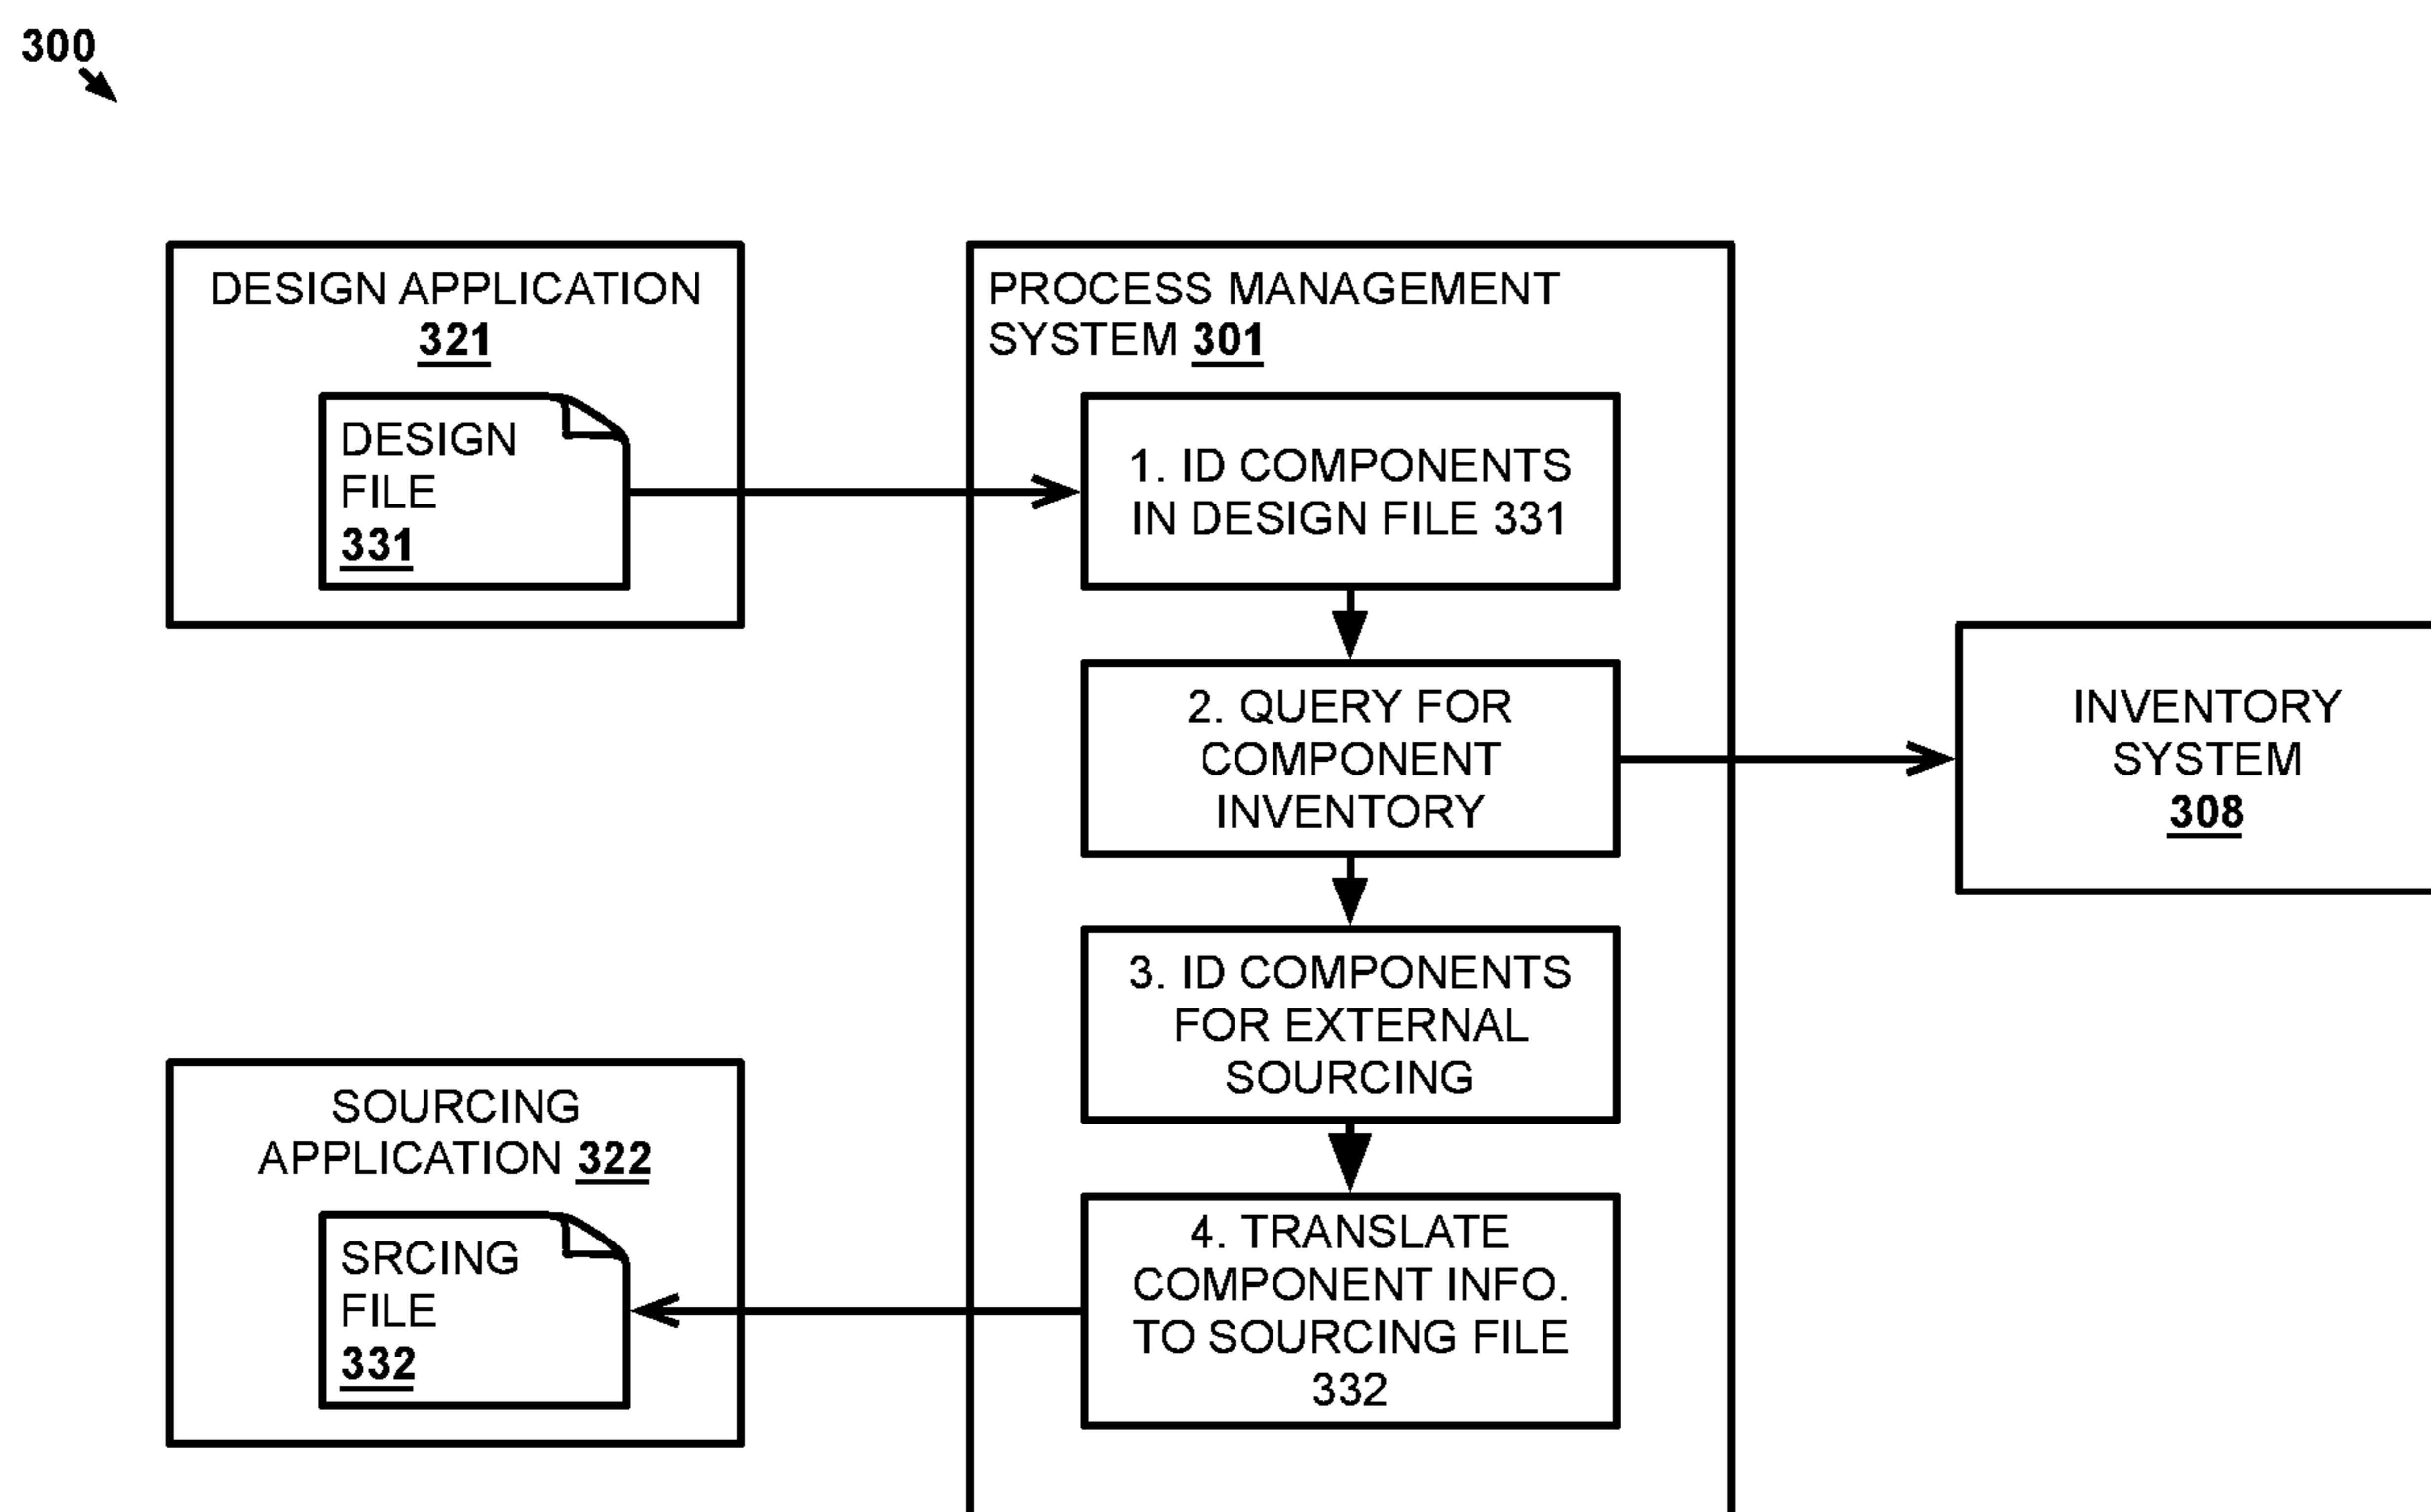 300
DESIGN APPLICATION
321
DESIGN
FILE
331
PROCESS MANAGEMENT
SYSTEM 301
1. ID COMPONENTS
IN DESIGN FILE 331
2. QUERY FOR
COMPONENT
INVENTORY
INVENTORY
SYSTEM
308
3. ID COMPONENTS
FOR EXTERNAL
SOURCING
SOURCING
APPLICATION 322
SRCING
FILE
332
4. TRANSLATE
COMPONENT INFO.
TO SOURCING FILE
332